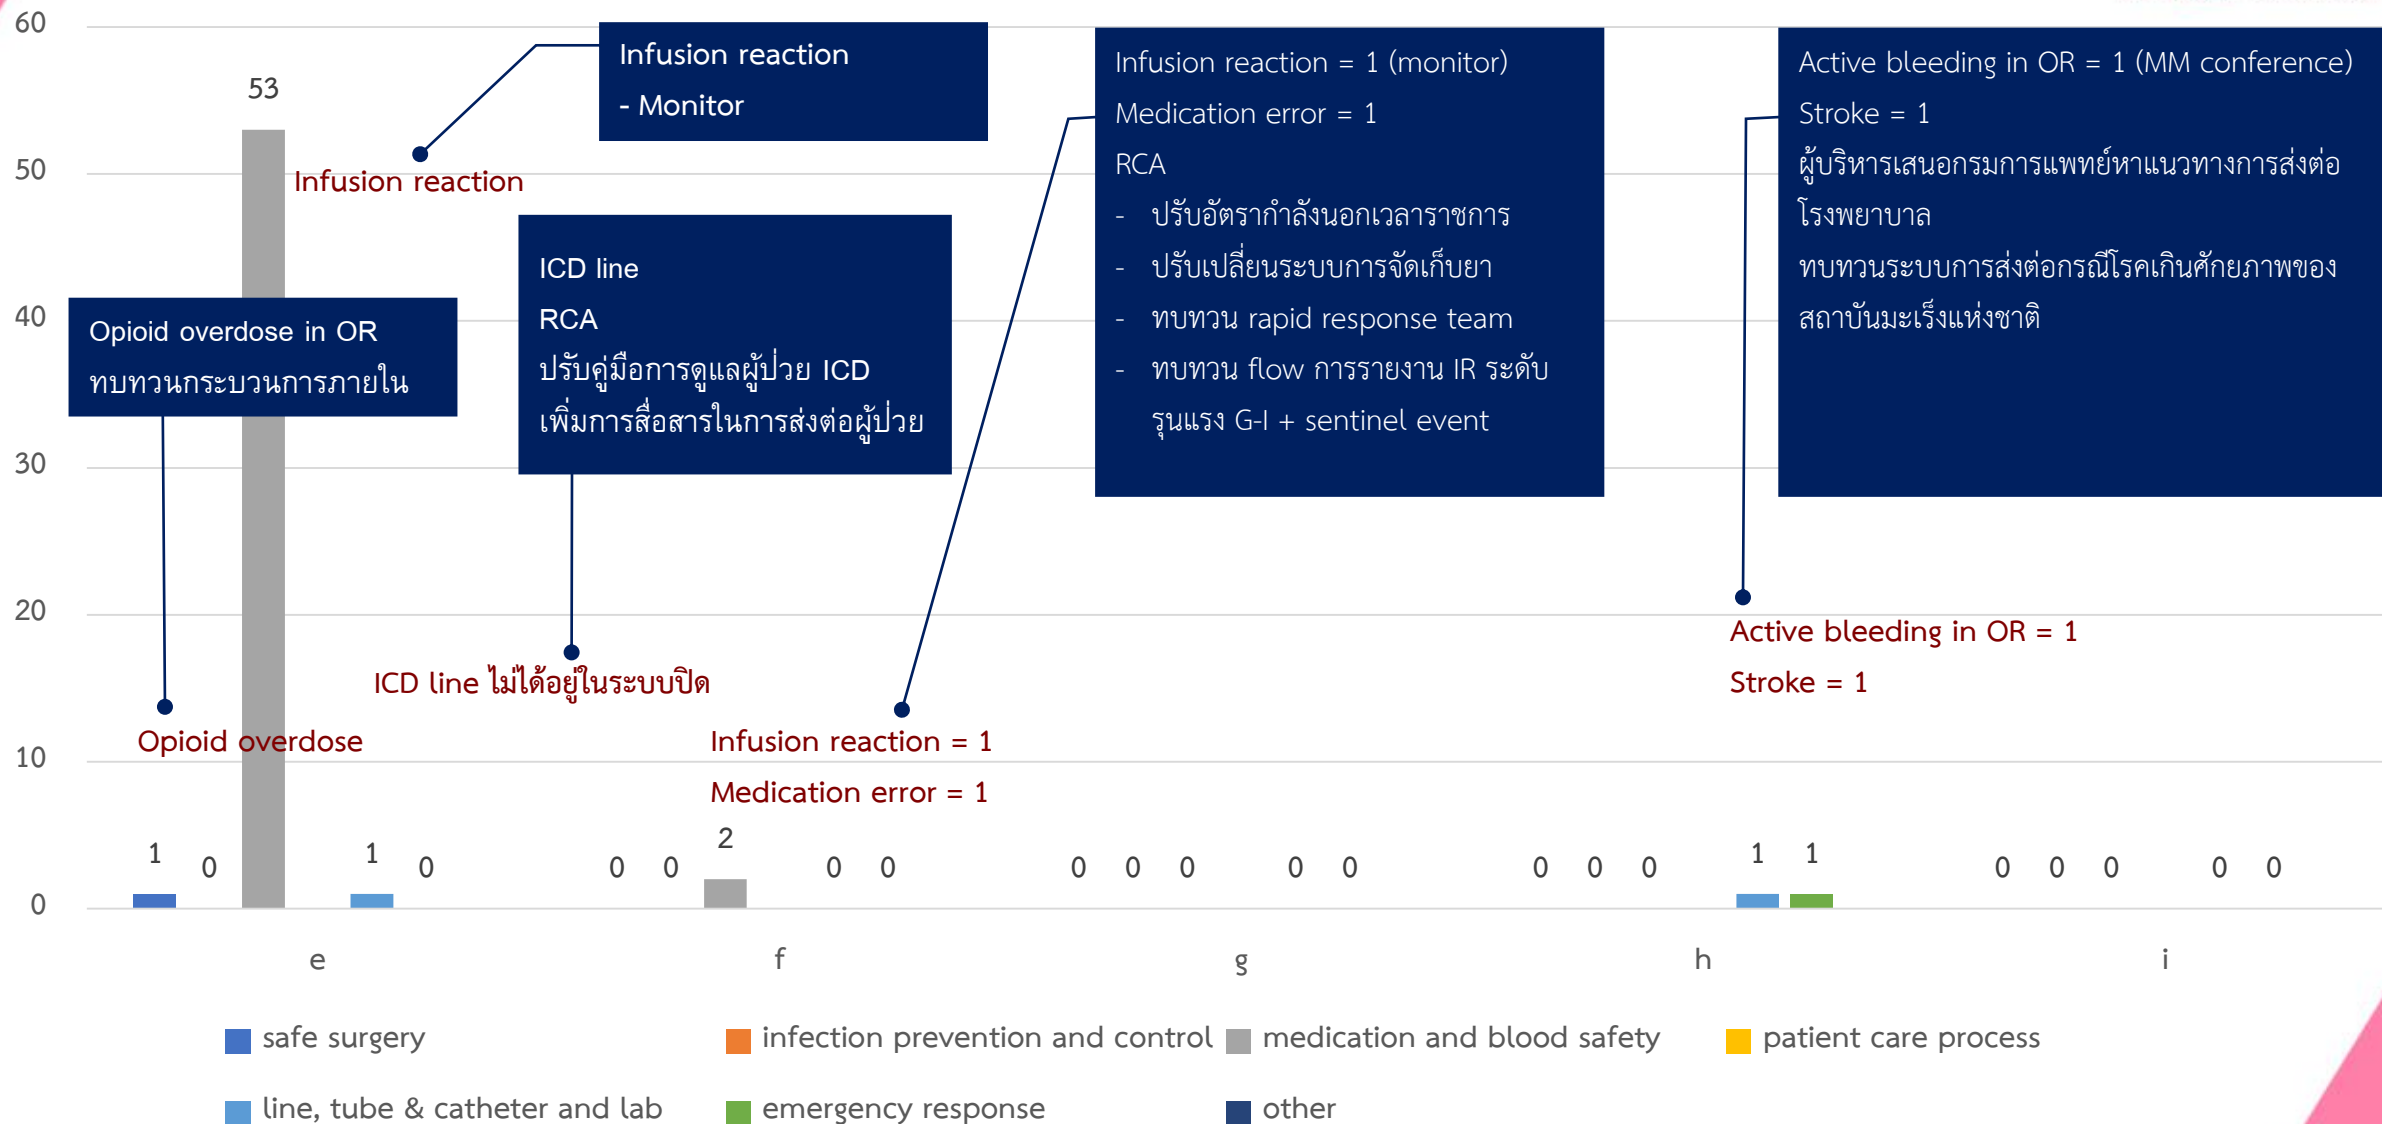 60
50
40
30
20
10
0
53
Infusion reaction
- Monitor
Infusion reaction
Opioid overdose in OR
ทบทวนกระบวนการภายใน
Opioid overdose
ICD line
RCA
ปรับคู่มือการดูแลผู้ป่วย ICD
เพิ่มการสื่อสารในการส่งต่อผู้ป่วย
ICD line ไม่ได้อยู่ในระบบปิด
Infusion reaction = 1 (monitor)
Medication error = 1
RCA
- ปรับอัตรากำลังนอกเวลาราชการ
- ปรับเปลี่ยนระบบการจัดเก็บยา
- ทบทวน rapid response team
- ทบทวน flow การรายงาน IR ระดับ
รุนแรง G-I + sentinel event
Infusion reaction = 1
Medication error = 1
Active bleeding in OR = 1 (MM conference)
Stroke = 1
ผู้บริหารเสนอกรมการแพทย์หาแนวทางการส่งต่อ
โรงพยาบาล
ทบทวนระบบการส่งต่อกรณีโรคเกินศักยภาพของ
สถาบันมะเร็งแห่งชาติ
Active bleeding in OR = 1
Stroke = 1
1 0 1 0 0 0 2 0 0 0 0 0 0 0 0 0 0 1 1 0 0 0 0 0
e f g h i
safe surgery infection prevention and control medication and blood safety patient care process
line, tube & catheter and lab emergency response other